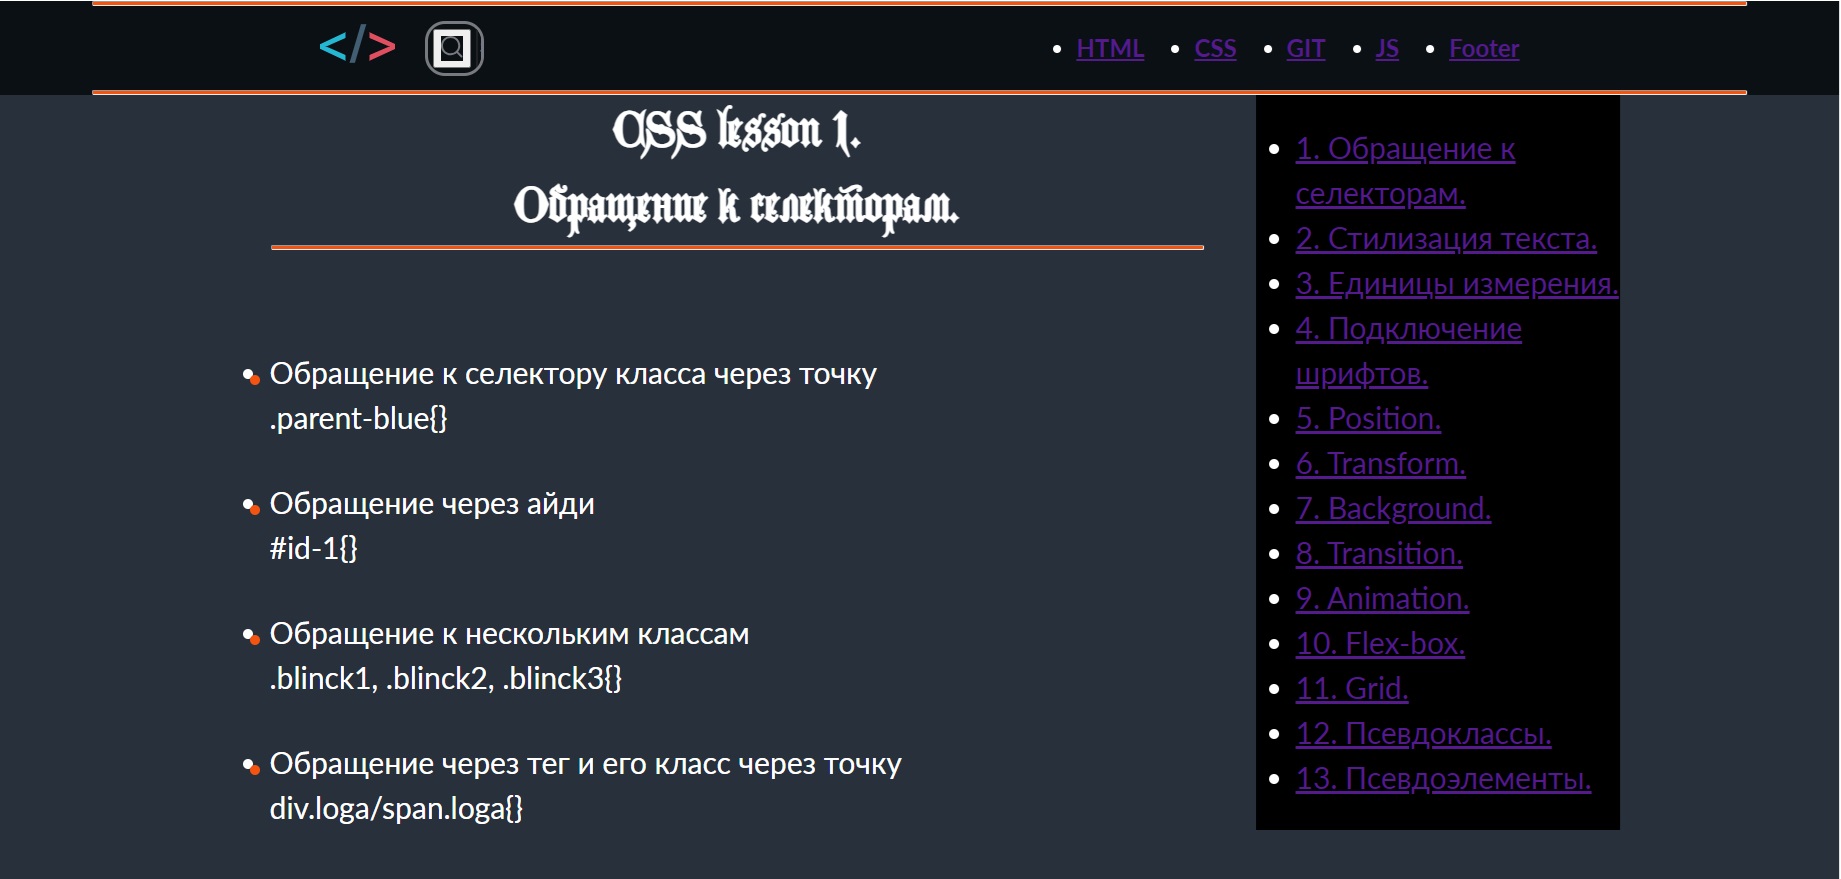 </>
HTML
CSS
GIT
JS
Footer
CSS lesson 1.
Обращение к селекторам.
Обращение к селектору класса через точку
.parent-blue{}
Обращение через айди
#id-1{}
Обращение к нескольким классам
.blinck1, .blinck2, .blinck3{}
Обращение через тег и его класс через точку
div.loga/span.loga{}
1. Обращение к
селекторам.
2. Стилизация текста.
3. Единицы измерения.
4. Подключение
шрифтов.
5. Position.
6. Transform.
7. Background.
8. Transition.
9. Animation.
10. Flex-box.
11. Grid.
12. Псевдоклассы.
13. Псевдоэлементы.